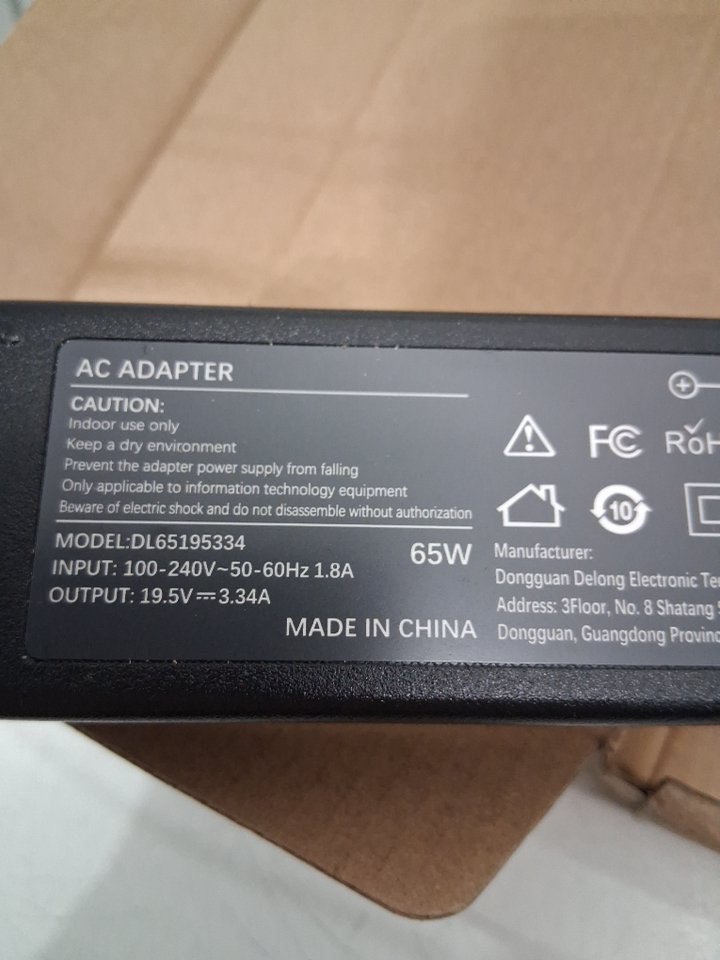 AC ADAPTER
CAUTION:
Indoor use only
Keep a dry environment
Prevent the adapter power supply from falling
Only applicable to information technology equipment
Beware of electric shock and do not disassemble without authorization
MODEL:DL65195334
65W
INPUT: 100-240V~50-60Hz 1.8A
OUTPUT: 19.5V⎓3.34A
MADE IN CHINA
FC
RoH
10
Manufacturer:
Dongguan Delong Electronic
Address: 3Floor, No. 8 Shatang
Dongguan, Guangdong